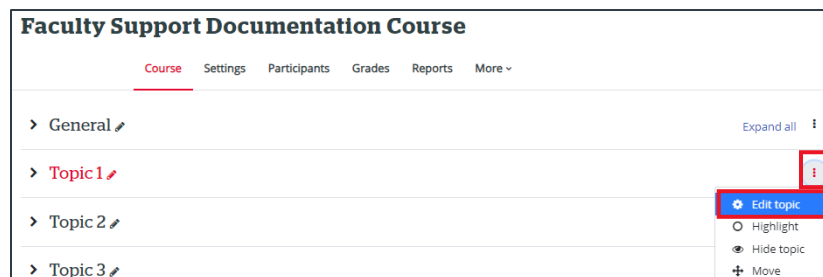 Faculty Support Documentation Course
Course Settings Participants Grades Reports More
General Expand all
Topic 1
Edit topic
Highlight
Topic 2
Hide topic
Move
Topic 3